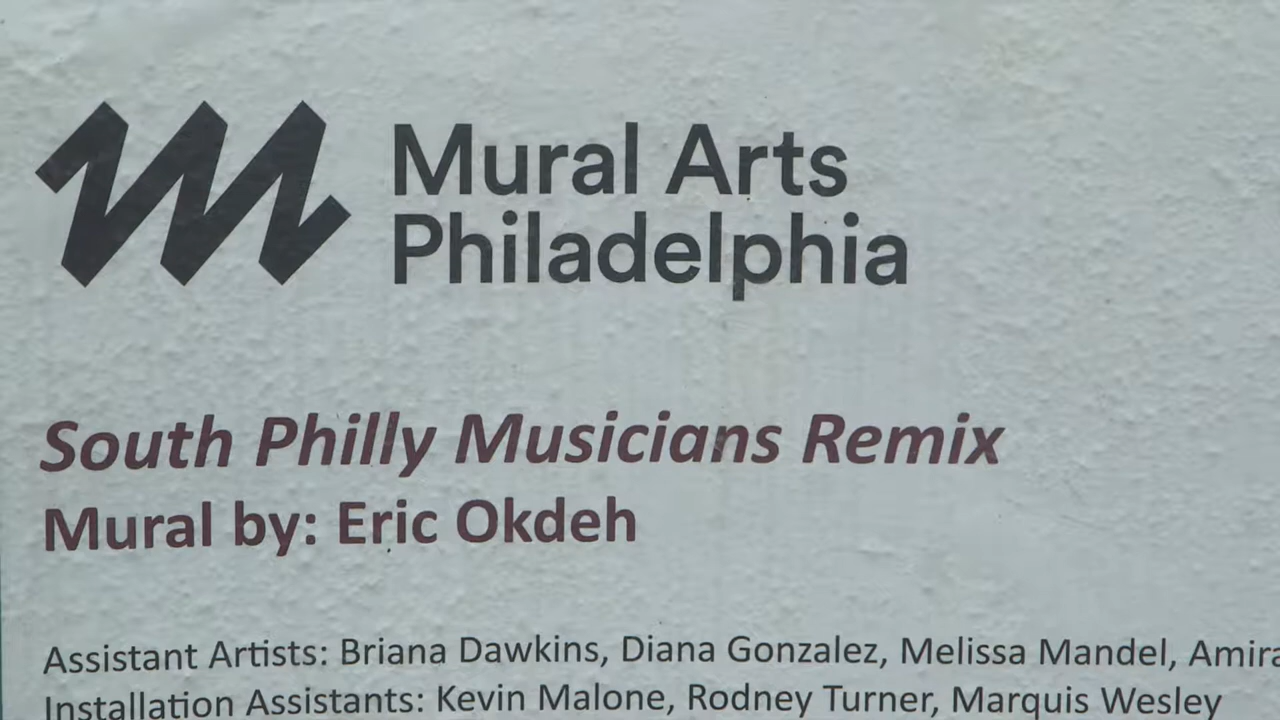 Mural Arts
Philadelphia
South Philly Musicians Remix
Mural by: Eric Okdeh
Assistant Artists: Briana Dawkins, Diana Gonzalez, Melissa Mandel,
Installation Assistants: Kevin Malone, Rodney Turner, Marquis Wesley